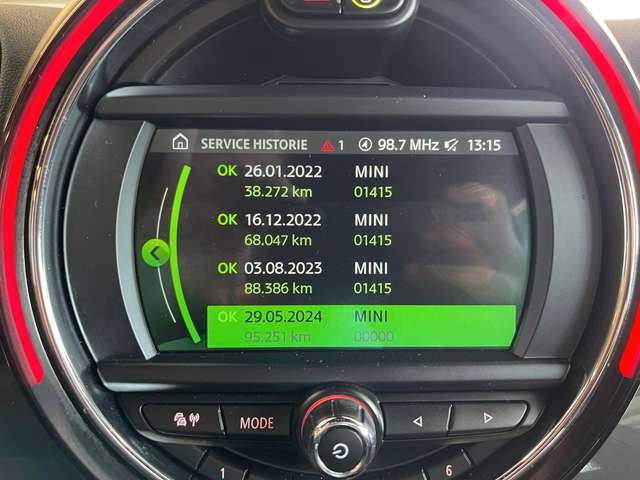 SERVICE HISTORIE 1 98.7 MHz 13:15
OK 26.01.2022 MINI
38.272 km 01415
OK 16.12.2022 MINI
68.047 km 01415
OK 03.08.2023 MINI
88.386 km 01415
OK 29.05.2024 MINI
95.251 km 00000
MODE
1 6